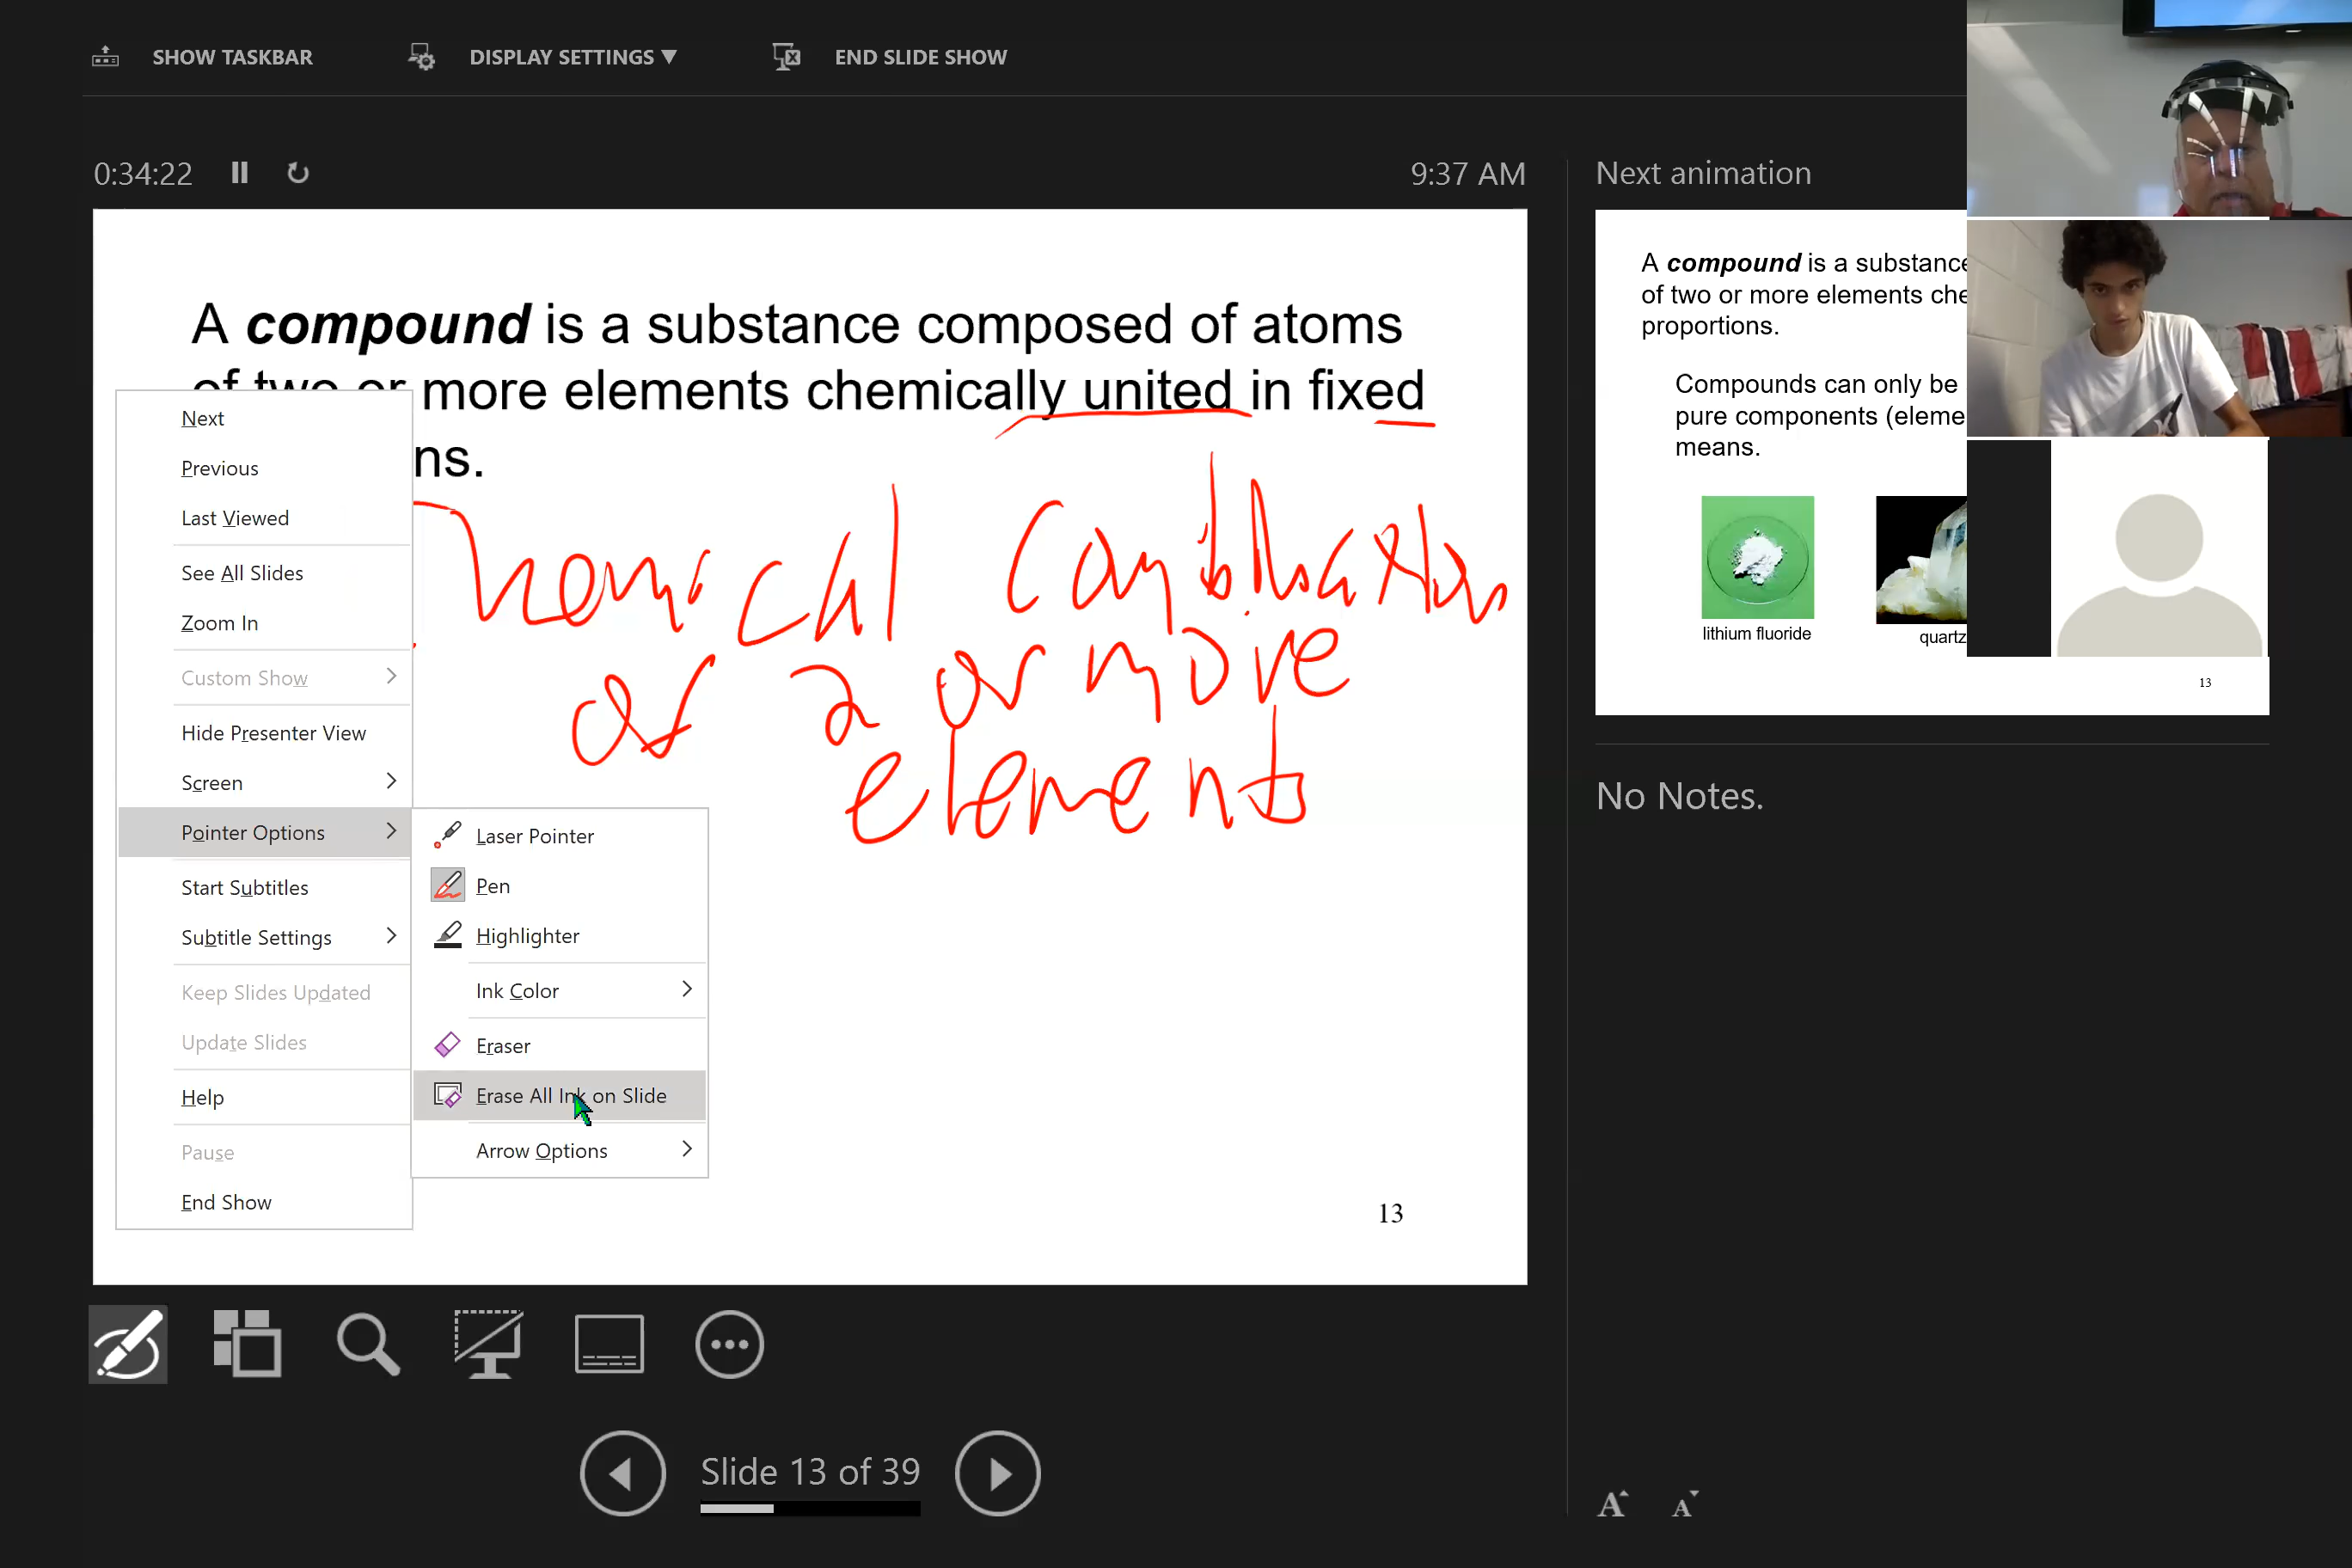 SHOW TASKBAR
DISPLAY SETTINGS ▼
END SLIDE SHOW
0:34:22
9:37 AM
A compound is a substance composed of atoms
of two or more elements chemically united in fixed
ns.
hemical combination
of 2 or more
elements
13
Next
Previous
Last Viewed
See All Slides
Zoom In
Custom Show
Hide Presenter View
Screen
Pointer Options
Start Subtitles
Subtitle Settings
Keep Slides Updated
Update Slides
Help
Pause
End Show
Laser Pointer
Pen
Highlighter
Ink Color
Eraser
Erase All Ink on Slide
Arrow Options
Slide 13 of 39
Next animation
A compound is a substance
of two or more elements che
proportions.
Compounds can only be
pure components (eleme
means.
lithium fluoride
quartz
13
No Notes.
A A